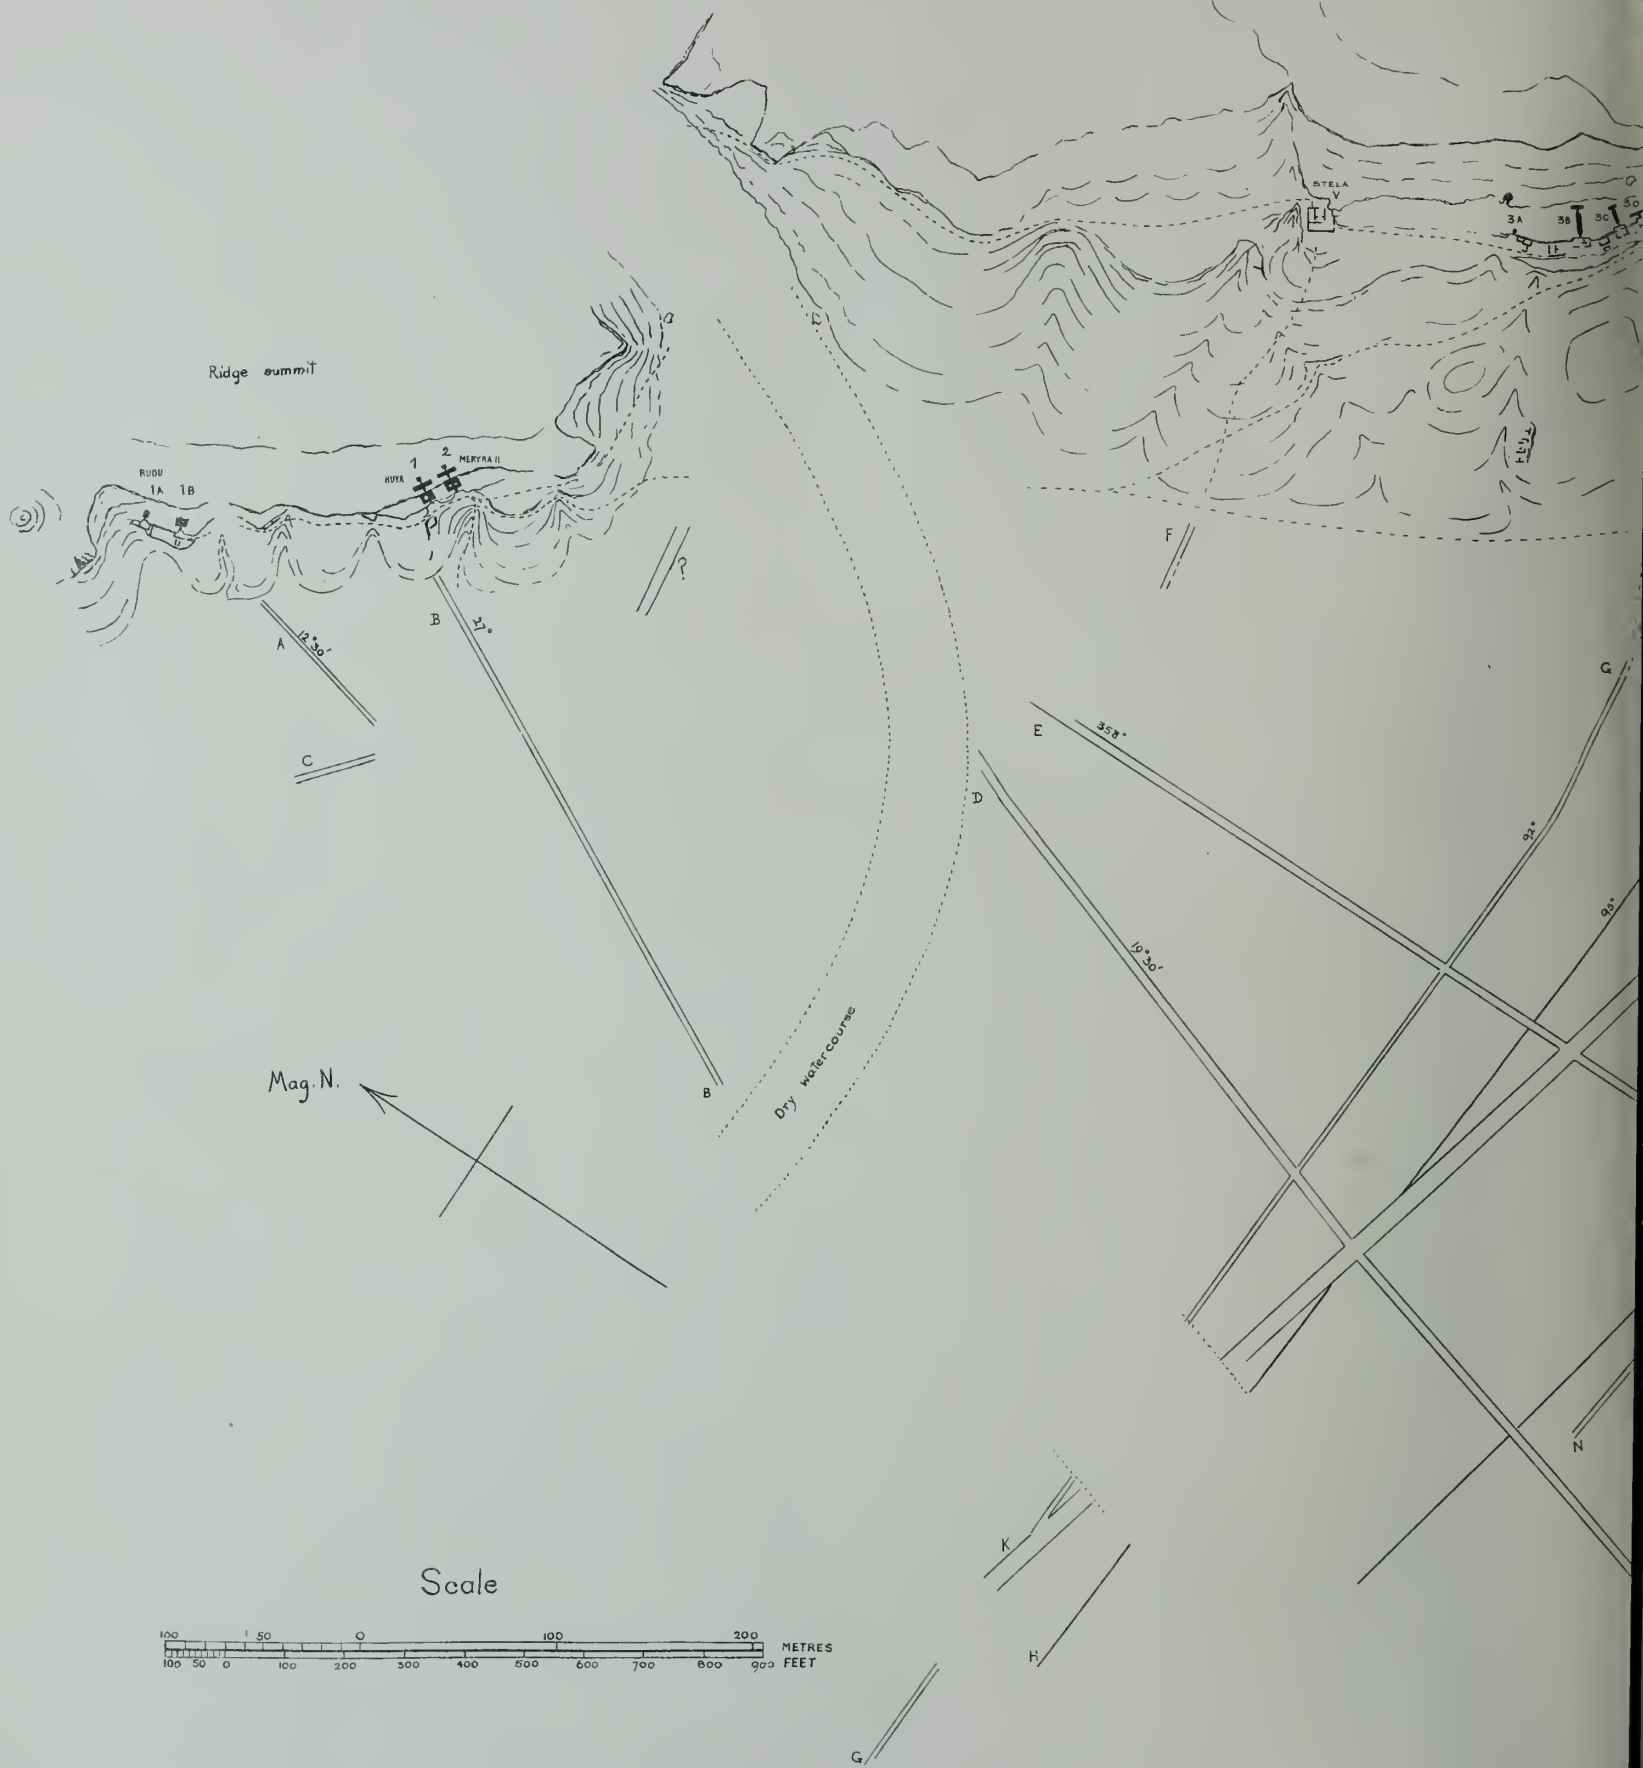 STELA
V
3A
3B
3C
Ridge summit
RUDU
1A 1B
HUYA
1
2
MERYRA II
?
F
A
12°30′
B
27°
C
G
E
358°
D
92°
95°
19°30′
Dry watercourse
Mag. N.
B
N
K
H
G
Scale
100 50 0 100 200 METRES
100 50 0 100 200 300 400 500 600 700 800 900 FEET